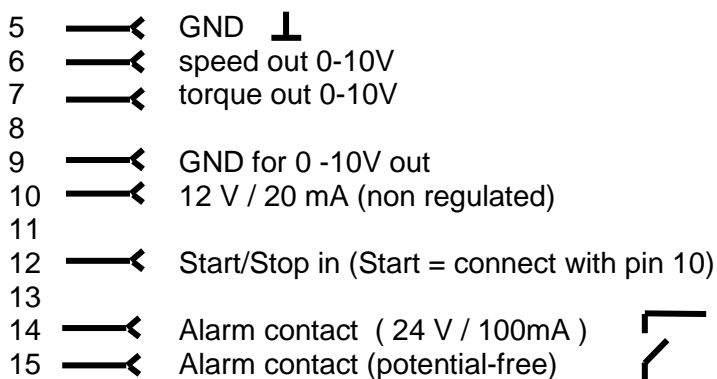 5 GND
6 speed out 0-10V
7 torque out 0-10V
8
9 GND for 0 -10V out
10 12 V / 20 mA (non regulated)
11
12 Start/Stop in (Start = connect with pin 10)
13
14 Alarm contact ( 24 V / 100mA )
15 Alarm contact (potential-free)